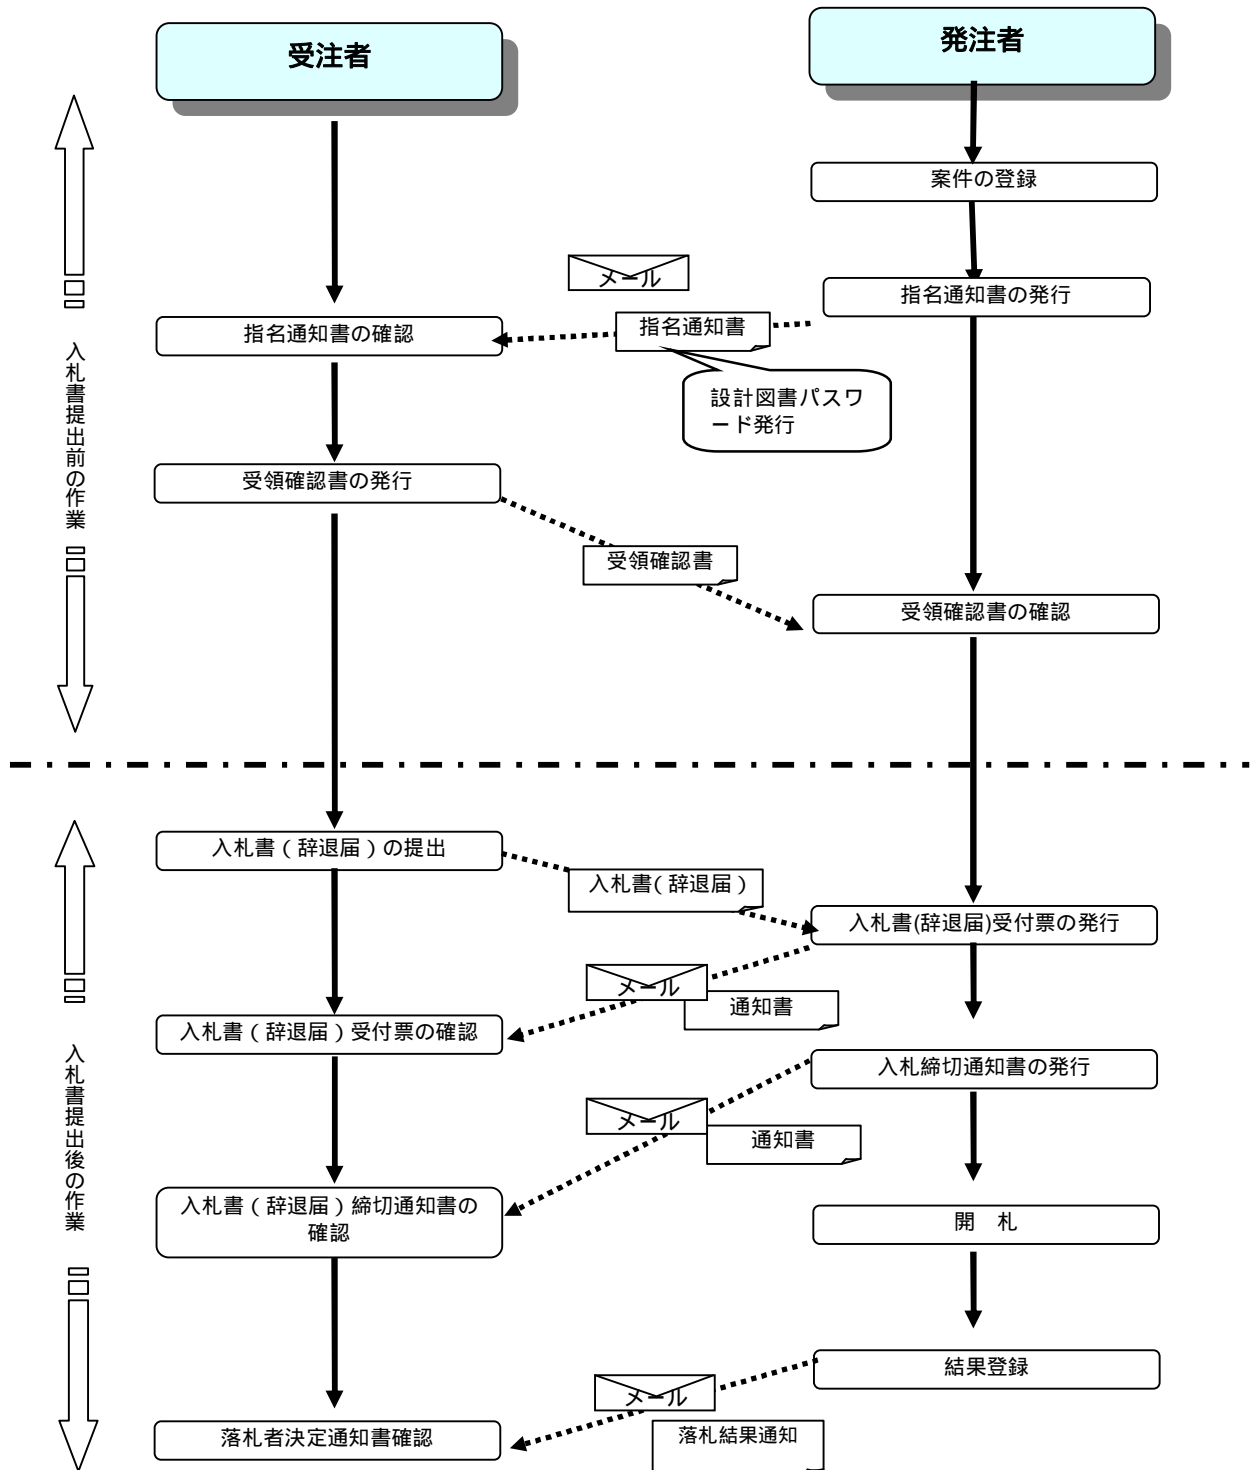 受注者
発注者
案件の登録
メール
指名通知書の発行
指名通知書
指名通知書の確認
設計図書パスワ
ード発行
入札書提出前の作業
受領確認書の発行
受領確認書
受領確認書の確認
入札書（辞退届）の提出
入札書（辞退届）
入札書(辞退届)受付票の発行
メール
通知書
入札書（辞退届）受付票の確認
入札締切通知書の発行
メール
通知書
入札書提出後の作業
入札書（辞退届）締切通知書の
確認
開　札
結果登録
メール
落札結果通知
落札者決定通知書確認